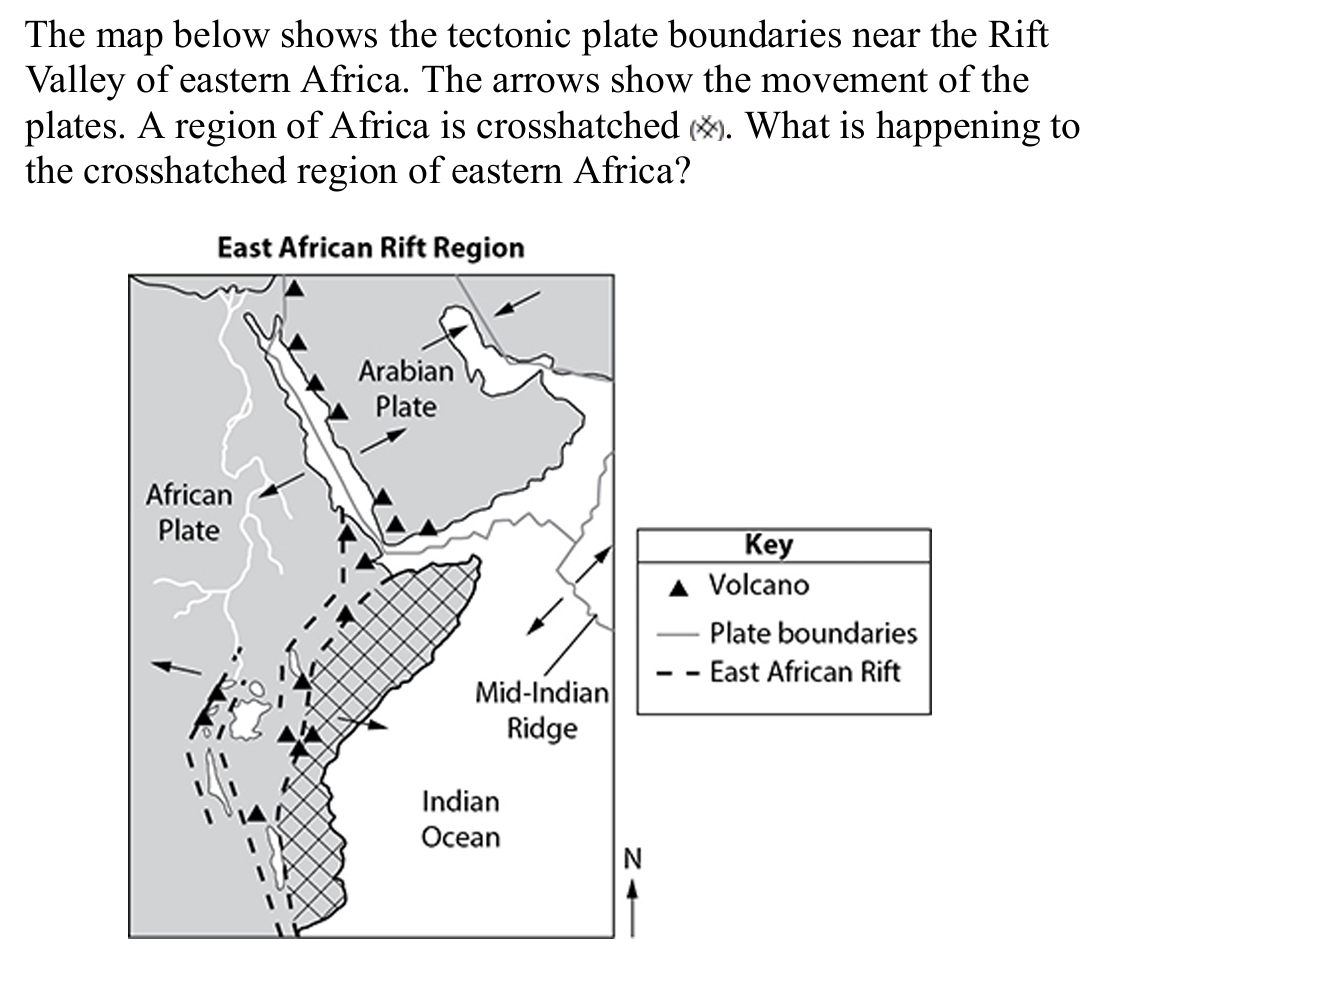 The map below shows the tectonic plate boundaries near the Rift
Valley of eastern Africa. The arrows show the movement of the
plates. A region of Africa is crosshatched (). What is happening to
the crosshatched region of eastern Africa?
East African Rift Region
Arabian
Plate
African
Plate
Key
Volcano
Plate boundaries
East African Rift
Mid-Indian
Ridge
Indian
Ocean
N